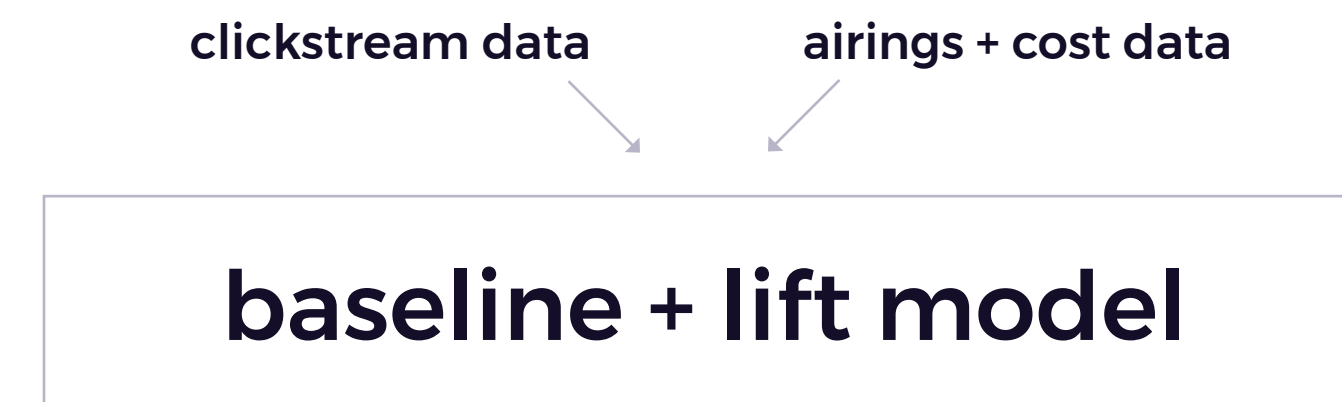 clickstream data
airings + cost data
baseline + lift model